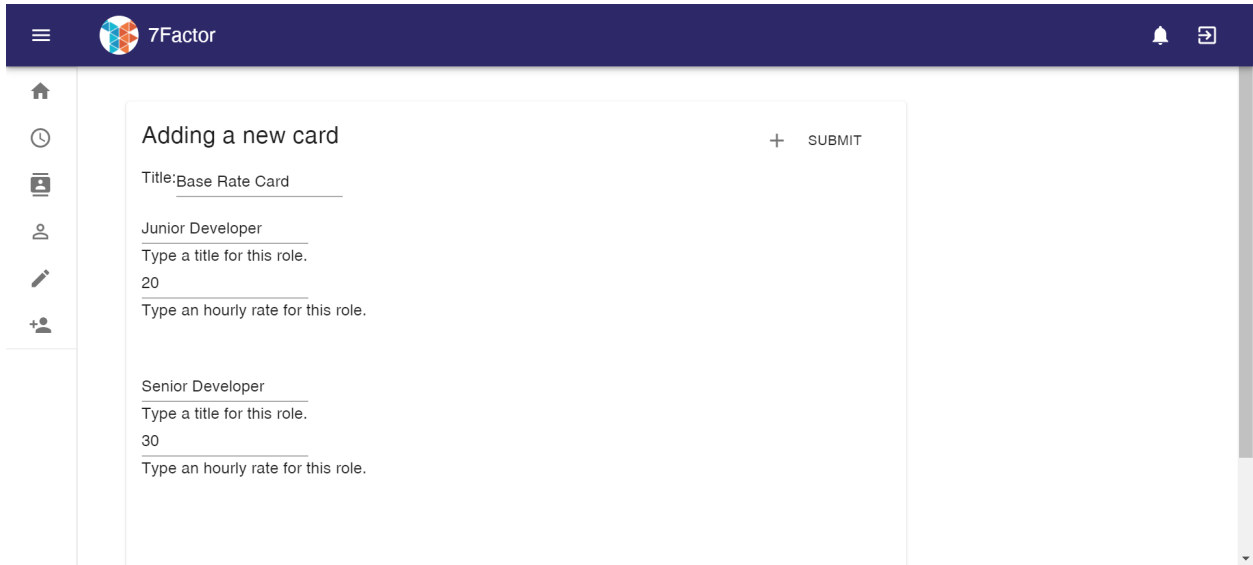 7Factor
Adding a new card
SUBMIT
Title:Base Rate Card
Junior Developer
Type a title for this role.
20
Type an hourly rate for this role.
Senior Developer
Type a title for this role.
30
Type an hourly rate for this role.